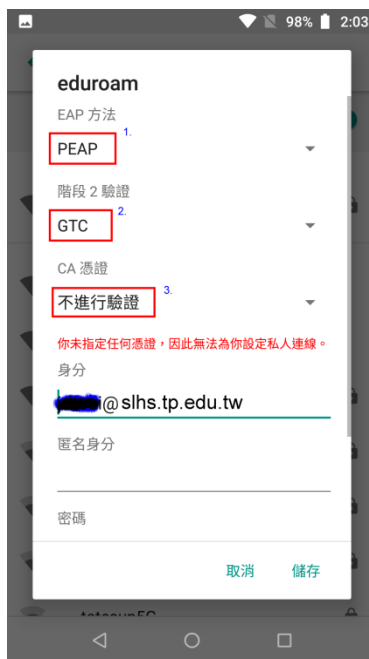 98% 2:03
eduroam
EAP 方法
1.
PEAP
階段 2 驗證
2.
GTC
CA 憑證
3.
不進行驗證
你未指定任何憑證,因此無法為你設定私人連線。
身分
i@slhs.tp.edu.tw
匿名身分
密碼
取消 儲存